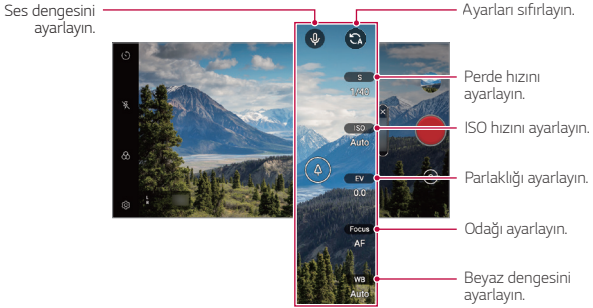 Ses dengesini
ayarlayın.
Ayarları sıfırlayın.
S
1/40
Perde hızını
ayarlayın.
ISO
Auto
ISO hızını ayarlayın.
EV
0.0
Parlaklığı ayarlayın.
Focus
AF
Odağı ayarlayın.
WB
Auto
Beyaz dengesini
ayarlayın.
L
R